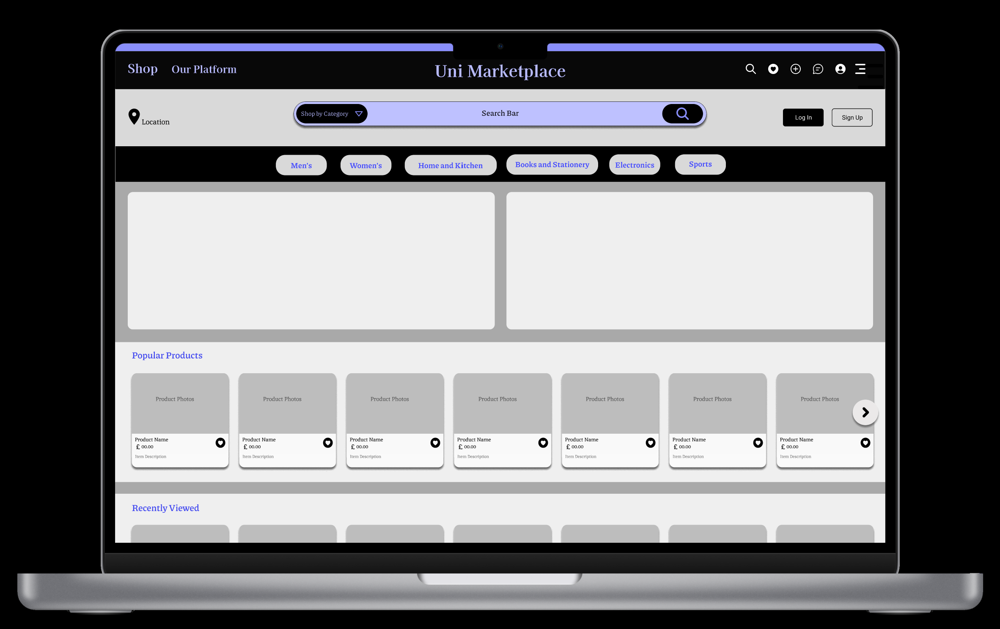 Shop
Our Platform
Uni Marketplace
Location
Shop by Category
Search Bar
Log In
Sign Up
Men's
Women's
Home and Kitchen
Books and Stationery
Electronics
Sports
Popular Products
Product Photos
Product Photos
Product Photos
Product Photos
Product Photos
Product Photos
Product Photos
Product Name
£ 00.00
Item Description
Product Name
£ 00.00
Item Description
Product Name
£ 00.00
Item Description
Product Name
£ 00.00
Item Description
Product Name
£ 00.00
Item Description
Product Name
£ 00.00
Item Description
Product Name
£ 00.00
Item Description
Recently Viewed